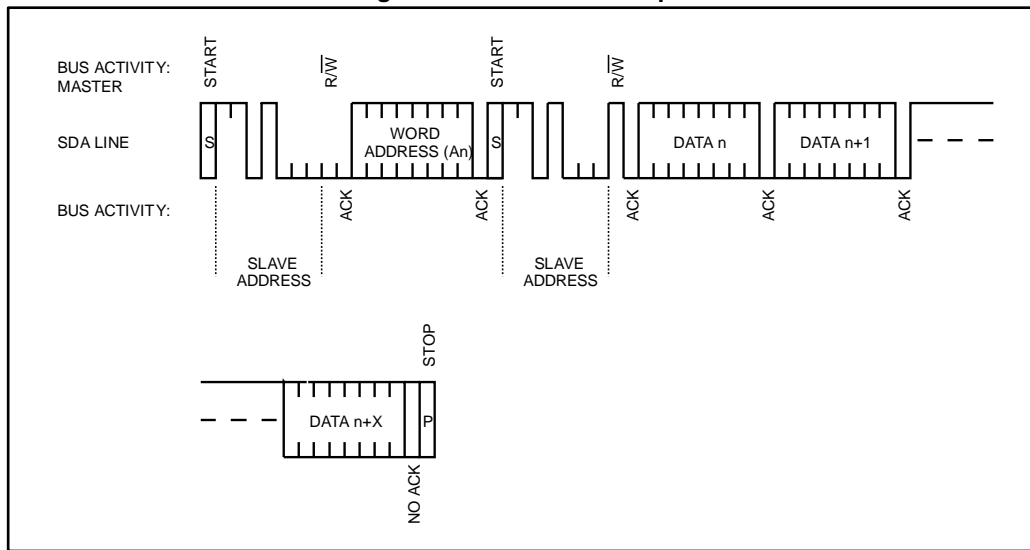 BUS ACTIVITY:
MASTER
START
R/W
START
R/W
SDA LINE
S
WORD
ADDRESS (An)
S
DATA n
DATA n+1
BUS ACTIVITY:
ACK
ACK
ACK
ACK
ACK
SLAVE
ADDRESS
SLAVE
ADDRESS
STOP
DATA n+X
P
NO ACK